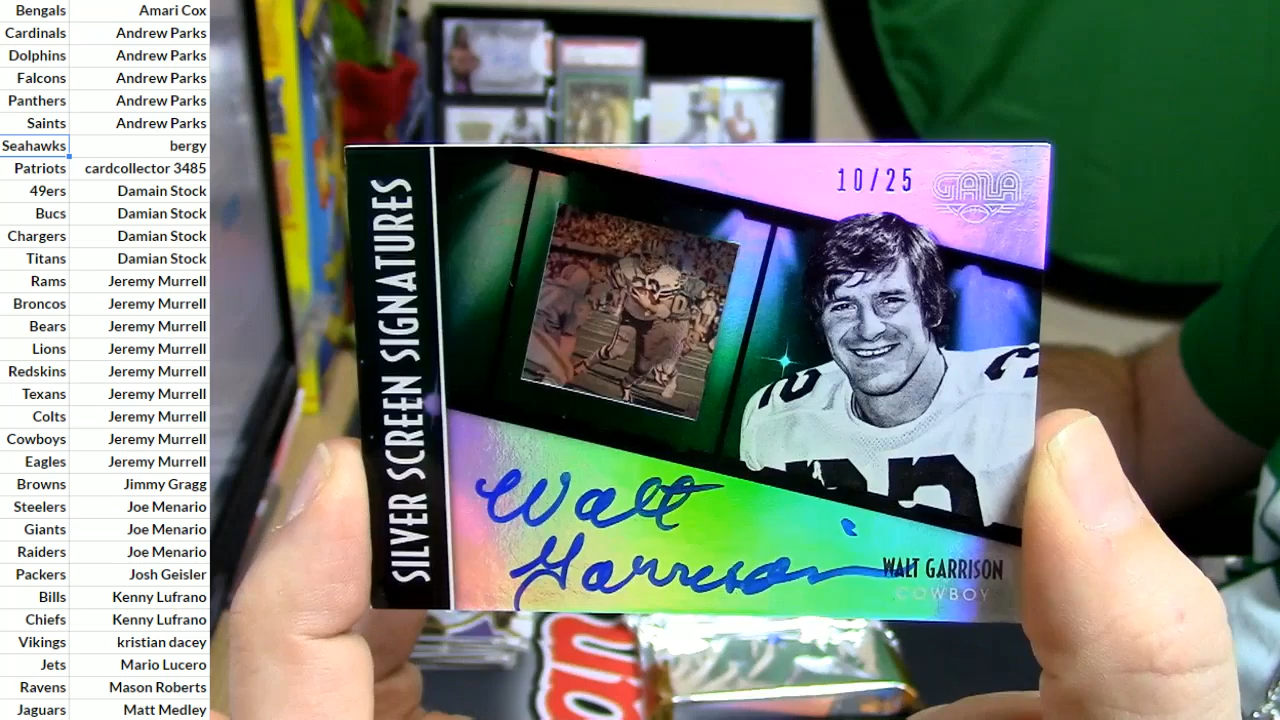 Bengals Amari Cox
Cardinals Andrew Parks
Dolphins Andrew Parks
Falcons Andrew Parks
Panthers Andrew Parks
Saints Andrew Parks
Seahawks bergy
Patriots cardcollector 3485
49ers Damain Stock
Bucs Damian Stock
Chargers Damian Stock
Titans Damian Stock
Rams Jeremy Murrell
Broncos Jeremy Murrell
Bears Jeremy Murrell
Lions Jeremy Murrell
Redskins Jeremy Murrell
Texans Jeremy Murrell
Colts Jeremy Murrell
Cowboys Jeremy Murrell
Eagles Jeremy Murrell
Browns Jimmy Gragg
Steelers Joe Menario
Giants Joe Menario
Raiders Joe Menario
Packers Josh Geisler
Bills Kenny Lufrano
Chiefs Kenny Lufrano
Vikings kristian dacey
Jets Mario Lucero
Ravens Mason Roberts
Jaguars Matt Medley
SILVER SCREEN SIGNATURES
10/25
GALA
Walt
Garrison
WALT GARRISON
COWBOY